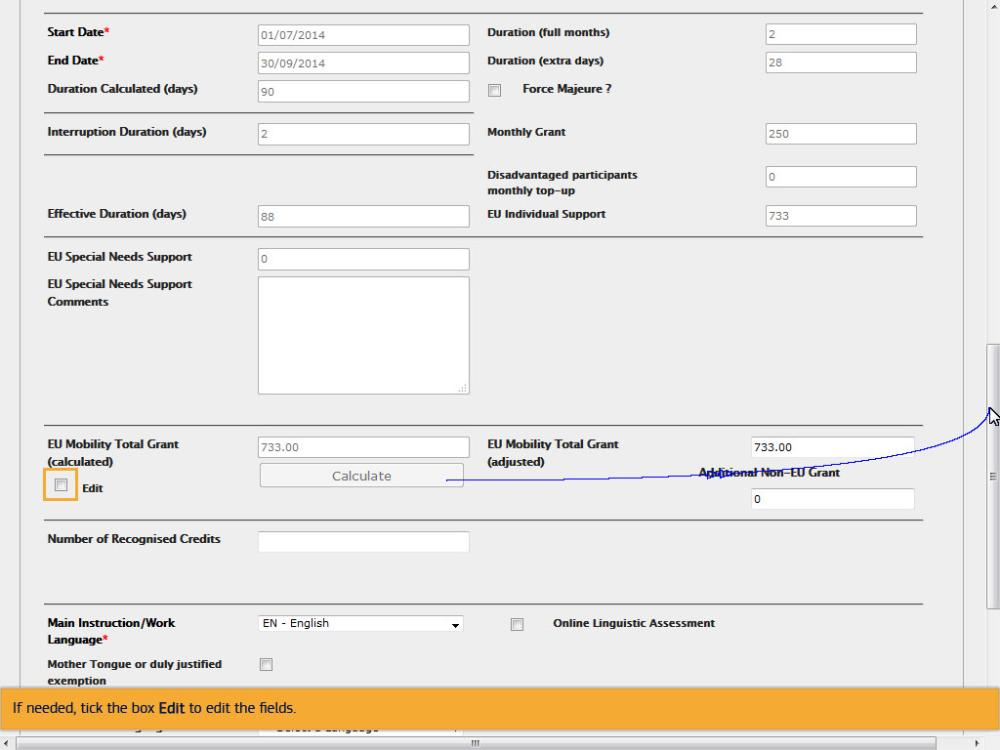 Start Date* 01/07/2014 Duration (full months) 2
End Date* 30/09/2014 Duration (extra days) 28
Duration Calculated (days) 90 Force Majeure ?
Interruption Duration (days) 2 Monthly Grant 250
Disadvantaged participants 0
monthly top-up
Effective Duration (days) 88 EU Individual Support 733
EU Special Needs Support 0
EU Special Needs Support
Comments
EU Mobility Total Grant 733.00 EU Mobility Total Grant 733.00
(calculated) (adjusted)
Calculate Additional Non-EU Grant
Edit 0
Number of Recognised Credits
Main Instruction/Work EN - English Online Linguistic Assessment
Language*
Mother Tongue or duly justified
exemption
If needed, tick the box Edit to edit the fields.